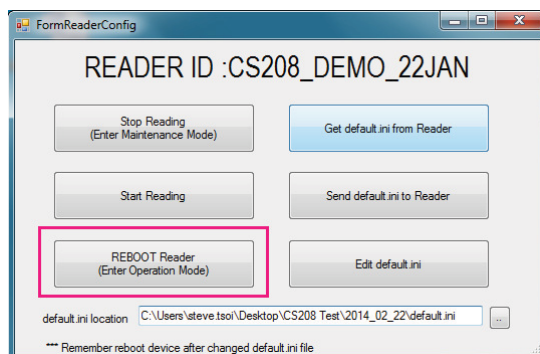 FormReaderConfig
READER ID :CS208_DEMO_22JAN
Stop Reading
(Enter Maintenance Mode)
Get default.ini from Reader
Start Reading
Send default.ini to Reader
REBOOT Reader
(Enter Operation Mode)
Edit default.ini
default.ini location C:\Users\steve.tsoi\Desktop\CS208 Test\2014_02_22\default.ini ..
*** Remember reboot device after changed default.ini file